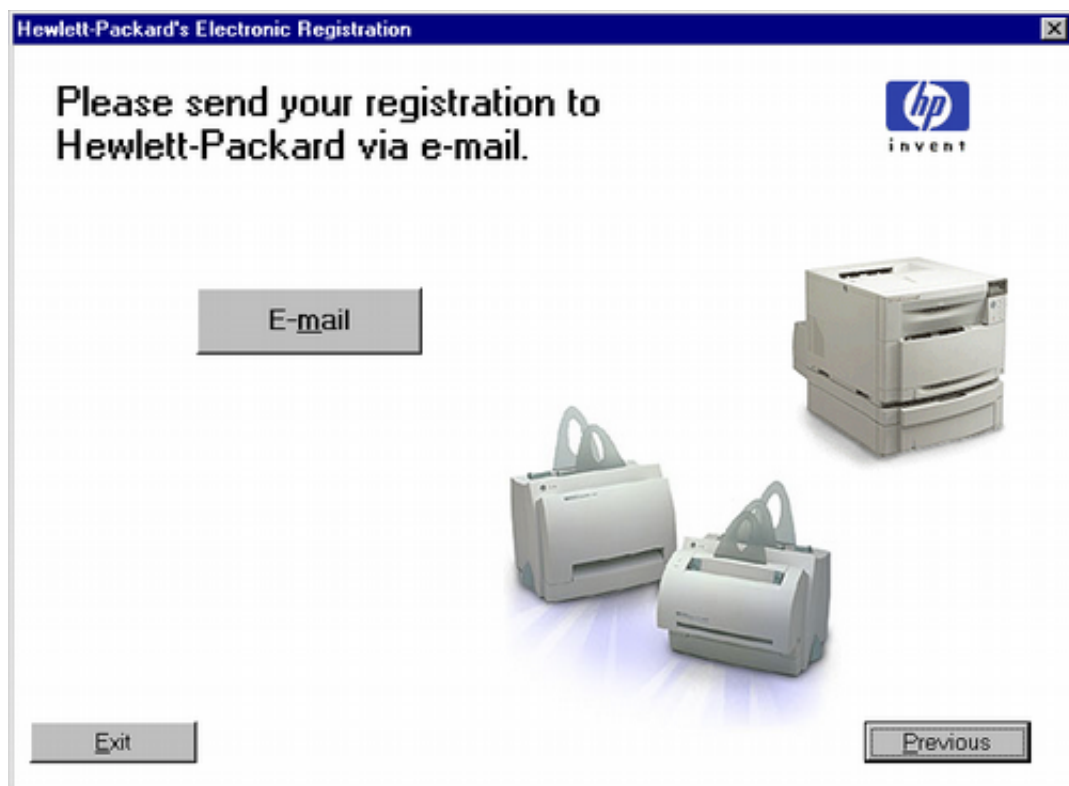 Hewlett-Packard's Electronic Registration
Please send your registration to
Hewlett-Packard via e-mail.
hp
invent
E-mail
Exit
Previous